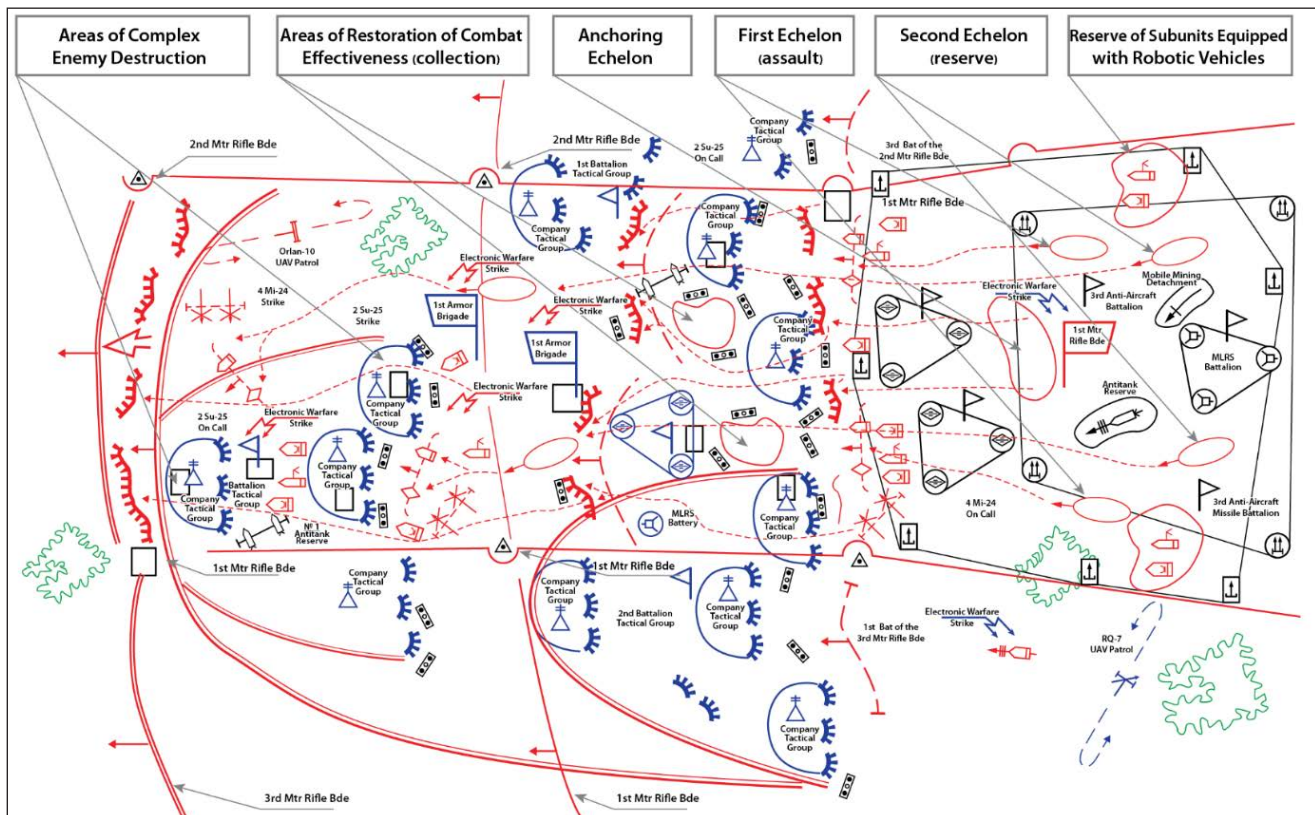 Areas of Complex
Enemy Destruction
Areas of Restoration of Combat
Effectiveness (collection)
Anchoring
Echelon
First Echelon
(assault)
Second Echelon
(reserve)
Reserve of Subunits Equipped
with Robotic Vehicles
2nd Mtr Rifle Bde
2nd Mtr Rifle Bde
1st Battalion
Tactical Group
Company
Tactical
Group
2 Su-25
On Call
Company
Tactical
Group
3rd Bat of the
2nd Mtr Rifle Bde
1st Mtr Rifle Bde
Company
Tactical
Group
Orlan-10
UAV Patrol
Electronic Warfare
Strike
4 Mi-24
Strike
2 Su-25
Strike
1st Armor
Brigade
Electronic Warfare
Strike
1st Armor
Brigade
Company
Tactical
Group
Electronic Warfare
Strike
3rd Anti-Aircraft
Battalion
Mobile Mining
Detachment
1st Mtr
Rifle Bde
MLRS
Battalion
Company
Tactical
Group
Electronic Warfare
Strike
Antitank
Reserve
2 Su-25
On Call
Electronic Warfare
Strike
Company
Tactical
Group
Battalion
Tactical
Group
Company
Tactical
Group
№ 1
Antitank
Reserve
MLRS
Battery
Company
Tactical
Group
4 Mi-24
On Call
3rd Anti-Aircraft
Missile Battalion
1st Mtr Rifle Bde
Company
Tactical
Group
1st Mtr Rifle Bde
Company
Tactical
Group
2nd Battalion
Tactical Group
Company
Tactical
Group
1st Bat of the
3rd Mtr Rifle Bde
Electronic Warfare
Strike
RQ-7
UAV Patrol
Company
Tactical
Group
3rd Mtr Rifle Bde
1st Mtr Rifle Bde